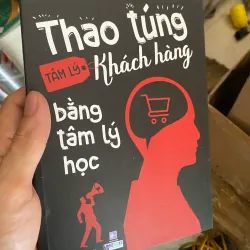 Thao túng
TÂM LÝ Khách hàng
bằng
tâm lý
học